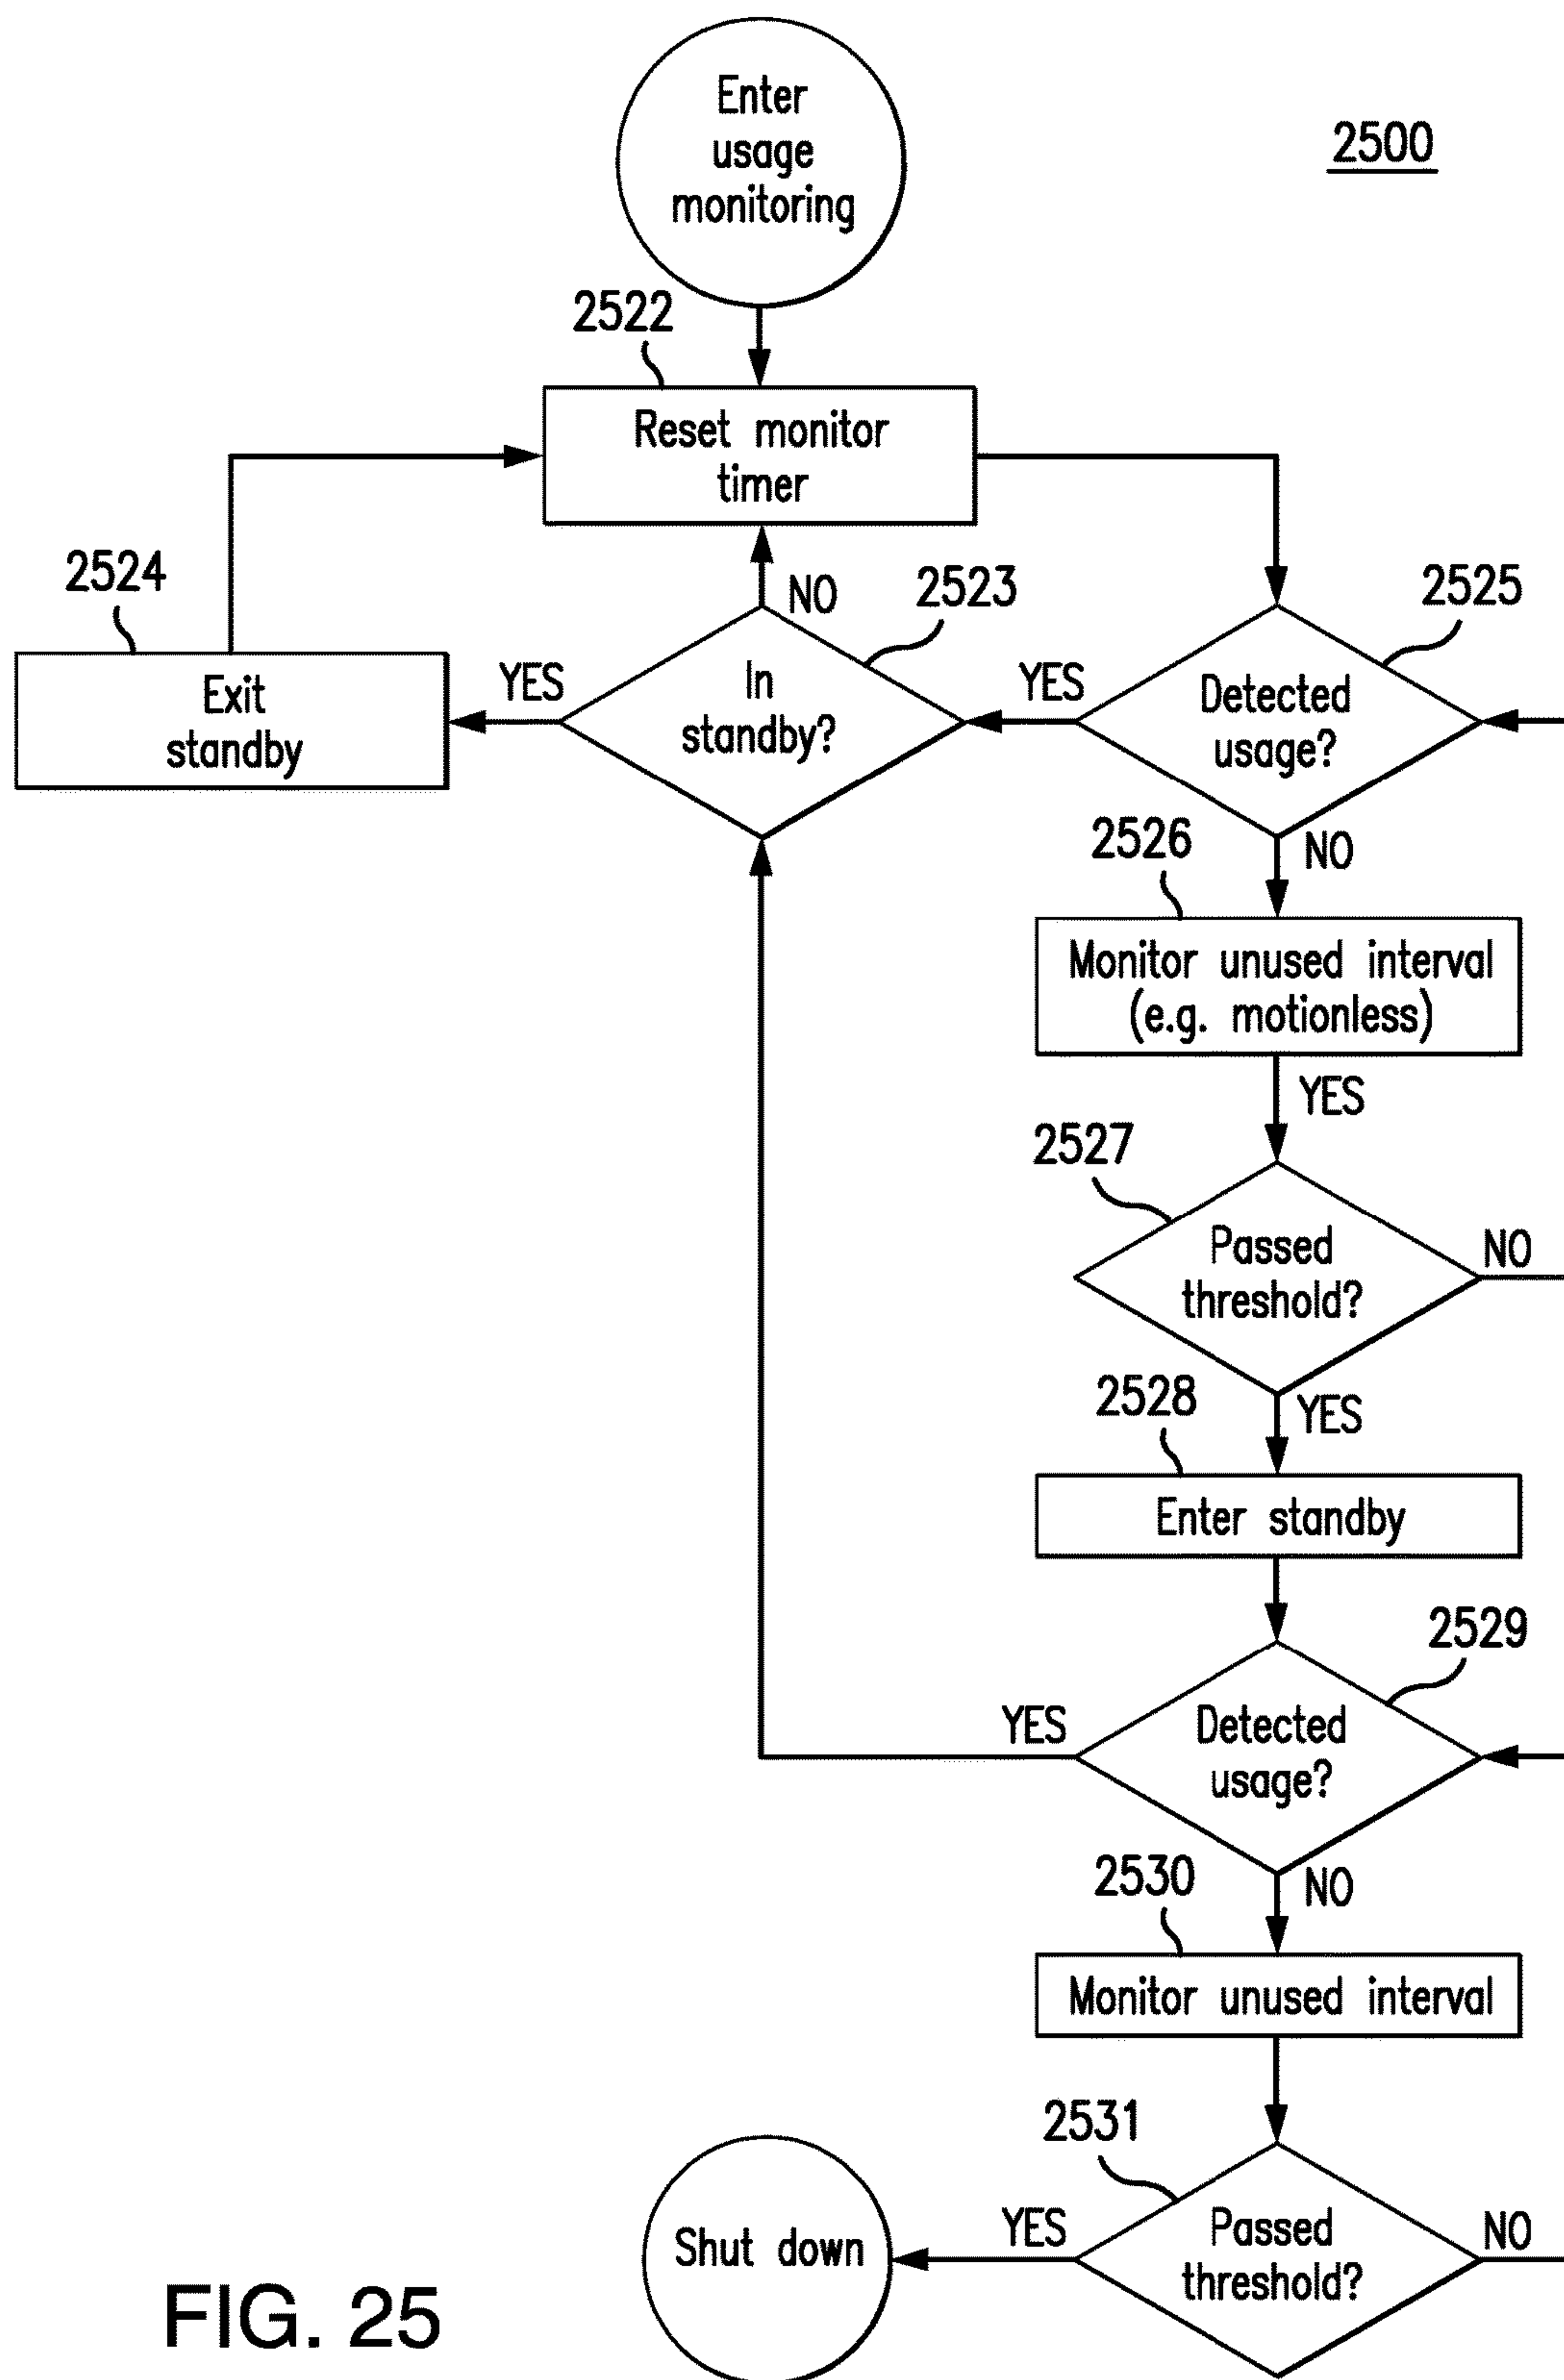 Enter
usage
monitoring
2500
2522
Reset monitor
timer
2524
NO
2523
2525
Exit
standby
YES
In
standby?
YES
Detected
usage?
2526
NO
Monitor unused interval
(e.g. motionless)
YES
2527
Passed
threshold?
NO
2528
YES
Enter standby
2529
YES
Detected
usage?
2530
NO
Monitor unused interval
2531
Shut down
YES
Passed
threshold?
NO
FIG. 25